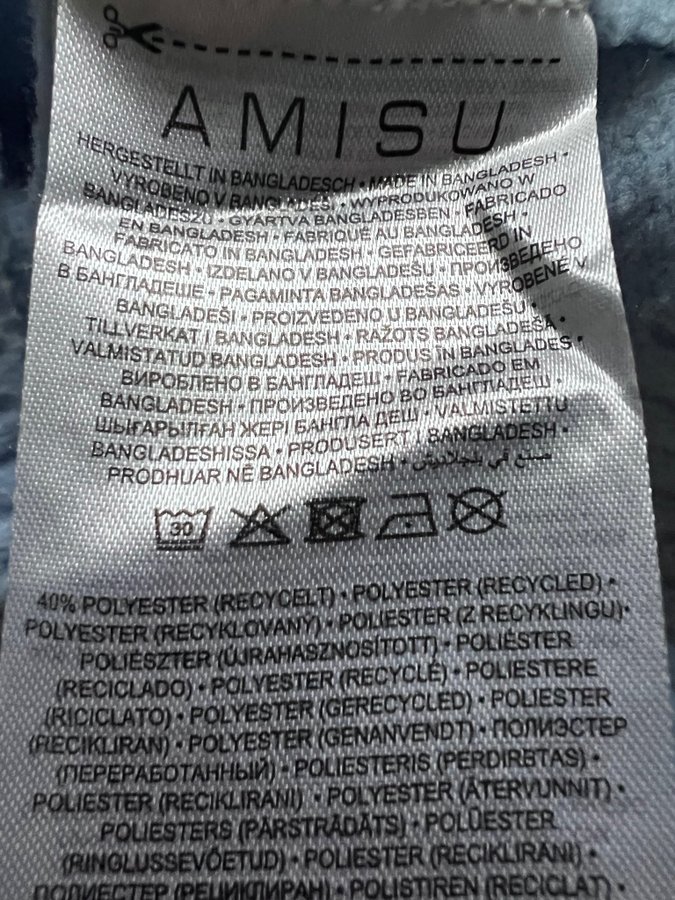 AMISU
HERGESTELLT IN BANGLADESCH • MADE IN BANGLADESH •
VYROBENO V BANGLADÉŠI • WYPRODUKOWANO W
BANGLADESZU • GYÁRTVA BANGLADESBEN • FABRICADO
EN BANGLADESH • FABRIQUÉ AU BANGLADESH •
FABRICATO IN BANGLADESH • GEFABRICEERD IN
BANGLADESH • IZDELANO V BANGLADEŠU • ПРОИЗВЕДЕНО
В БАНГЛАДЕШЕ • PAGAMINTA BANGLADEŠAS • VYROBENÉ V
BANGLADÉŠI • PROIZVEDENO U BANGLADEŠU •
TILLVERKAT I BANGLADESH • RAŽOTS BANGLADEŠĀ •
VALMISTATUD BANGLADESH • PRODUS ÎN BANGLADEȘ •
ВИРОБЛЕНО В БАНГЛАДЕШ • FABRICADO EM
BANGLADESH • ПРОИЗВЕДЕНО ВО БАНГЛАДЕШ •
ШЫҒАРЫЛҒАН ЖЕРІ БАНГЛА ДЕШ • VALMISTETTU
BANGLADESHISSA • PRODUSERT I BANGLADESH •
PRODHUAR NË BANGLADESH • صنع في بنجلاديش
30
40% POLYESTER (RECYCELT) • POLYESTER (RECYCLED) •
POLYESTER (RECYKLOVANÝ) • POLIESTER (Z RECYKLINGU) •
POLIÉSZTER (ÚJRAHASZNOSÍTOTT) • POLIÉSTER
(RECICLADO) • POLYESTER (RECYCLÉ) • POLIESTERE
(RICICLATO) • POLYESTER (GERECYCLED) • POLIESTER
(RECIKLIRAN) • POLYESTER (GENANVENDT) • ПОЛИЭСТЕР
(ПЕРЕРАБОТАННЫЙ) • POLIESTERIS (PERDIRBTAS) •
POLIESTER (RECIKLIRANI) • POLYESTER (ÅTERVUNNIT) •
POLIESTERS (PĀRSTRĀDĀTS) • POLÜESTER
(RINGLUSSEVÕETUD) • POLIESTER (RECIKLIRANI) •
ПОЛИЕСТЕР (РЕЦИКЛИРАН) • POLISTIREN (RECICLAT) •